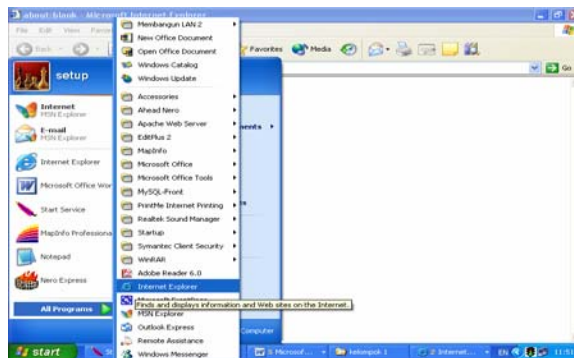 about:blank - Microsoft Internet Explorer
File Edit View
Back
Favorites Media
Go
setup
Internet
MSN Explorer
E-mail
MSN Explorer
Internet Explorer
Microsoft Office Wor
Start Service
MapInfo Professiona
Notepad
Nero Express
All Programs
Membangun LAN 2
New Office Document
Open Office Document
Windows Catalog
Windows Update
Accessories
Ahead Nero
Apache Web Server
EditPlus 2
MapInfo
Microsoft Office
Microsoft Office Tools
MySQL-Front
PrintMe Internet Printing
Realtek Sound Manager
Startup
Symantec Client Security
WinRAR
Adobe Reader 6.0
Internet Explorer
Finds and displays information and Web sites on the Internet.
MSN Explorer
Outlook Express
Remote Assistance
Windows Messenger
ments
Computer
start
kelompok 1
2 Internet...
EN